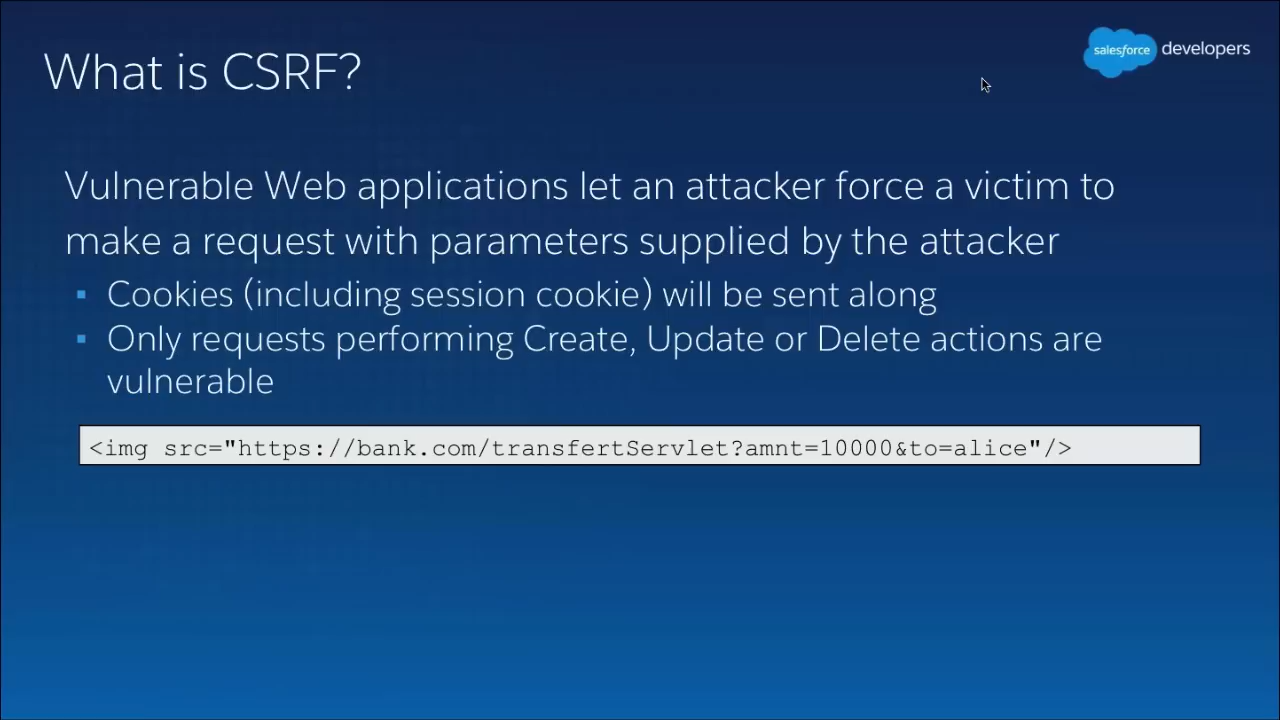 What is CSRF?
salesforce developers
Vulnerable Web applications let an attacker force a victim to
make a request with parameters supplied by the attacker
▪ Cookies (including session cookie) will be sent along
▪ Only requests performing Create, Update or Delete actions are
vulnerable
<img src="https://bank.com/transfertServlet?amnt=10000&to=alice"/>